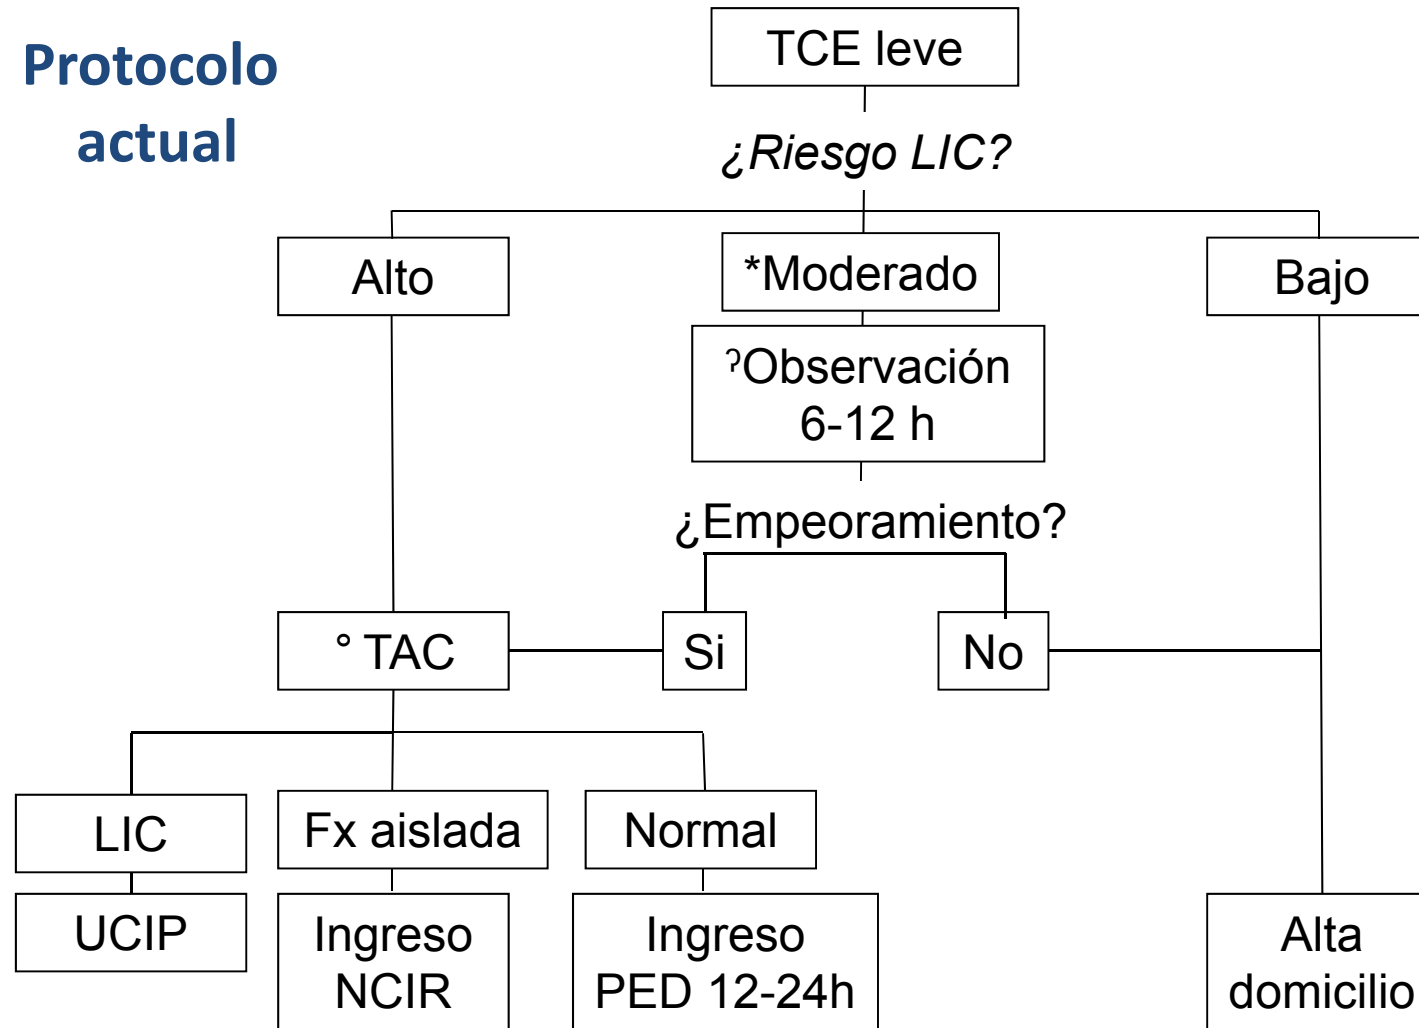 Protocolo
actual
TCE leve
¿Riesgo LIC?
Alto
*Moderado
Bajo
ˀObservación
6-12 h
¿Empeoramiento?
° TAC
Si
No
LIC
Fx aislada
Normal
UCIP
Ingreso
NCIR
Ingreso
PED 12-24h
Alta
domicilio